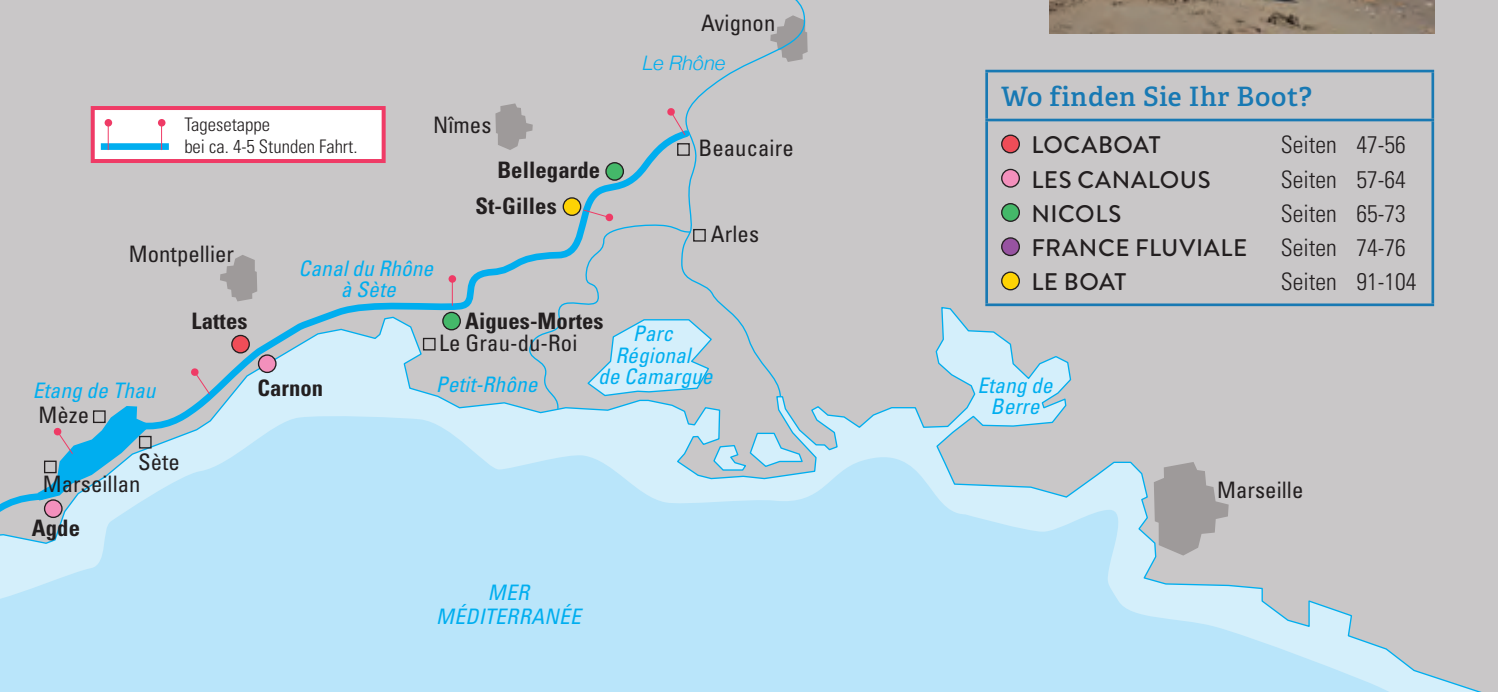 Avignon
Le Rhône
Wo finden Sie Ihr Boot?
LOCABOAT Seiten 47-56
LES CANALOUS Seiten 57-64
NICOLS Seiten 65-73
FRANCE FLUVIALE Seiten 74-76
LE BOAT Seiten 91-104
Tagesetappe
bei ca. 4-5 Stunden Fahrt.
Nîmes
Beaucaire
Bellegarde
St-Gilles
Arles
Montpellier
Canal du Rhône
à Sète
Lattes
Aigues-Mortes
Le Grau-du-Roi
Parc
Régional
de Camargue
Petit-Rhône
Carnon
Etang de
Berre
Etang de Thau
Mèze
Sète
Marseillan
Agde
Marseille
MER
MÉDITERRANÉE